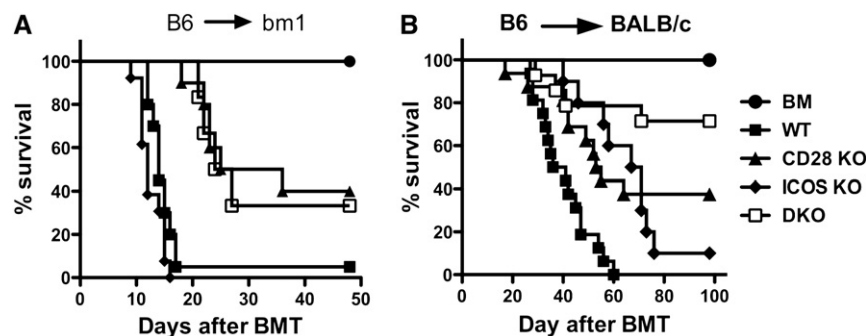 A
B6 → bm1
% survival
100
80
60
40
20
0
0 10 20 30 40 50
Days after BMT
B
B6 → BALB/c
% survival
100
80
60
40
20
0
0 20 40 60 80 100
Days after BMT
BM
WT
CD28 KO
ICOS KO
DKO